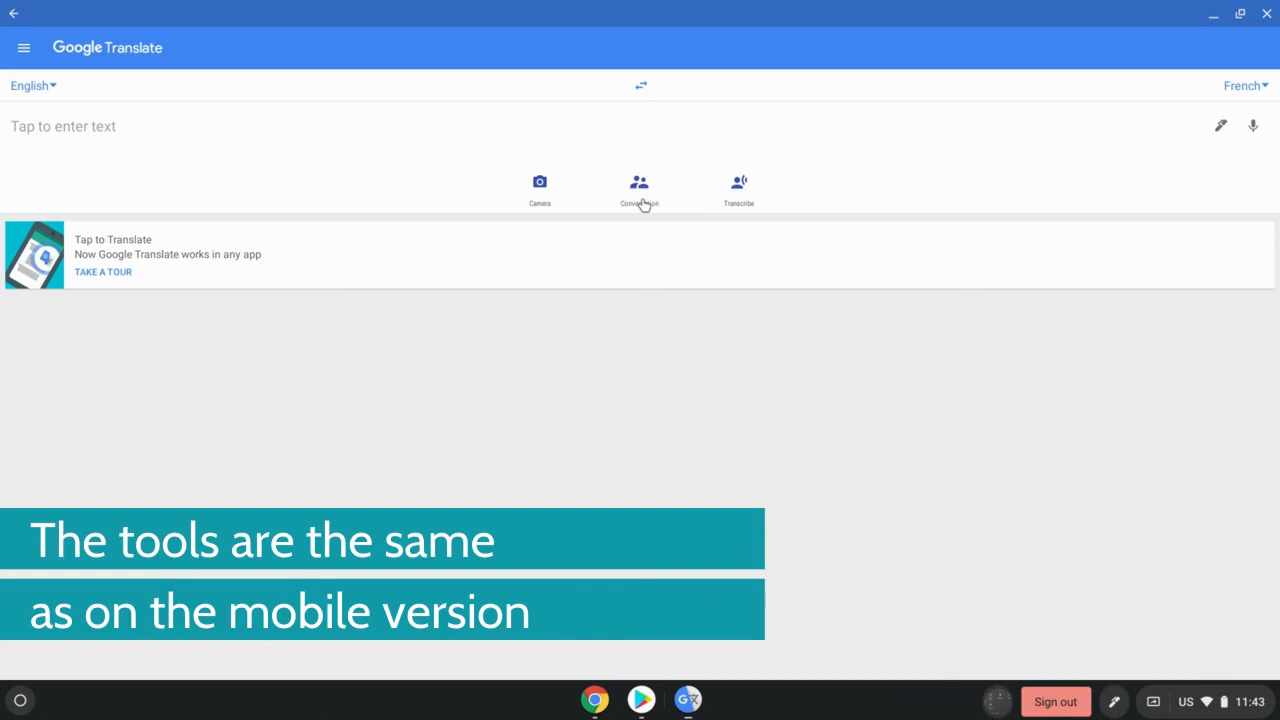 Google Translate
English
French
Tap to enter text
Camera
Transcribe
Tap to Translate
Now Google Translate works in any app
TAKE A TOUR
The tools are the same
as on the mobile version
Sign out
US
11:43